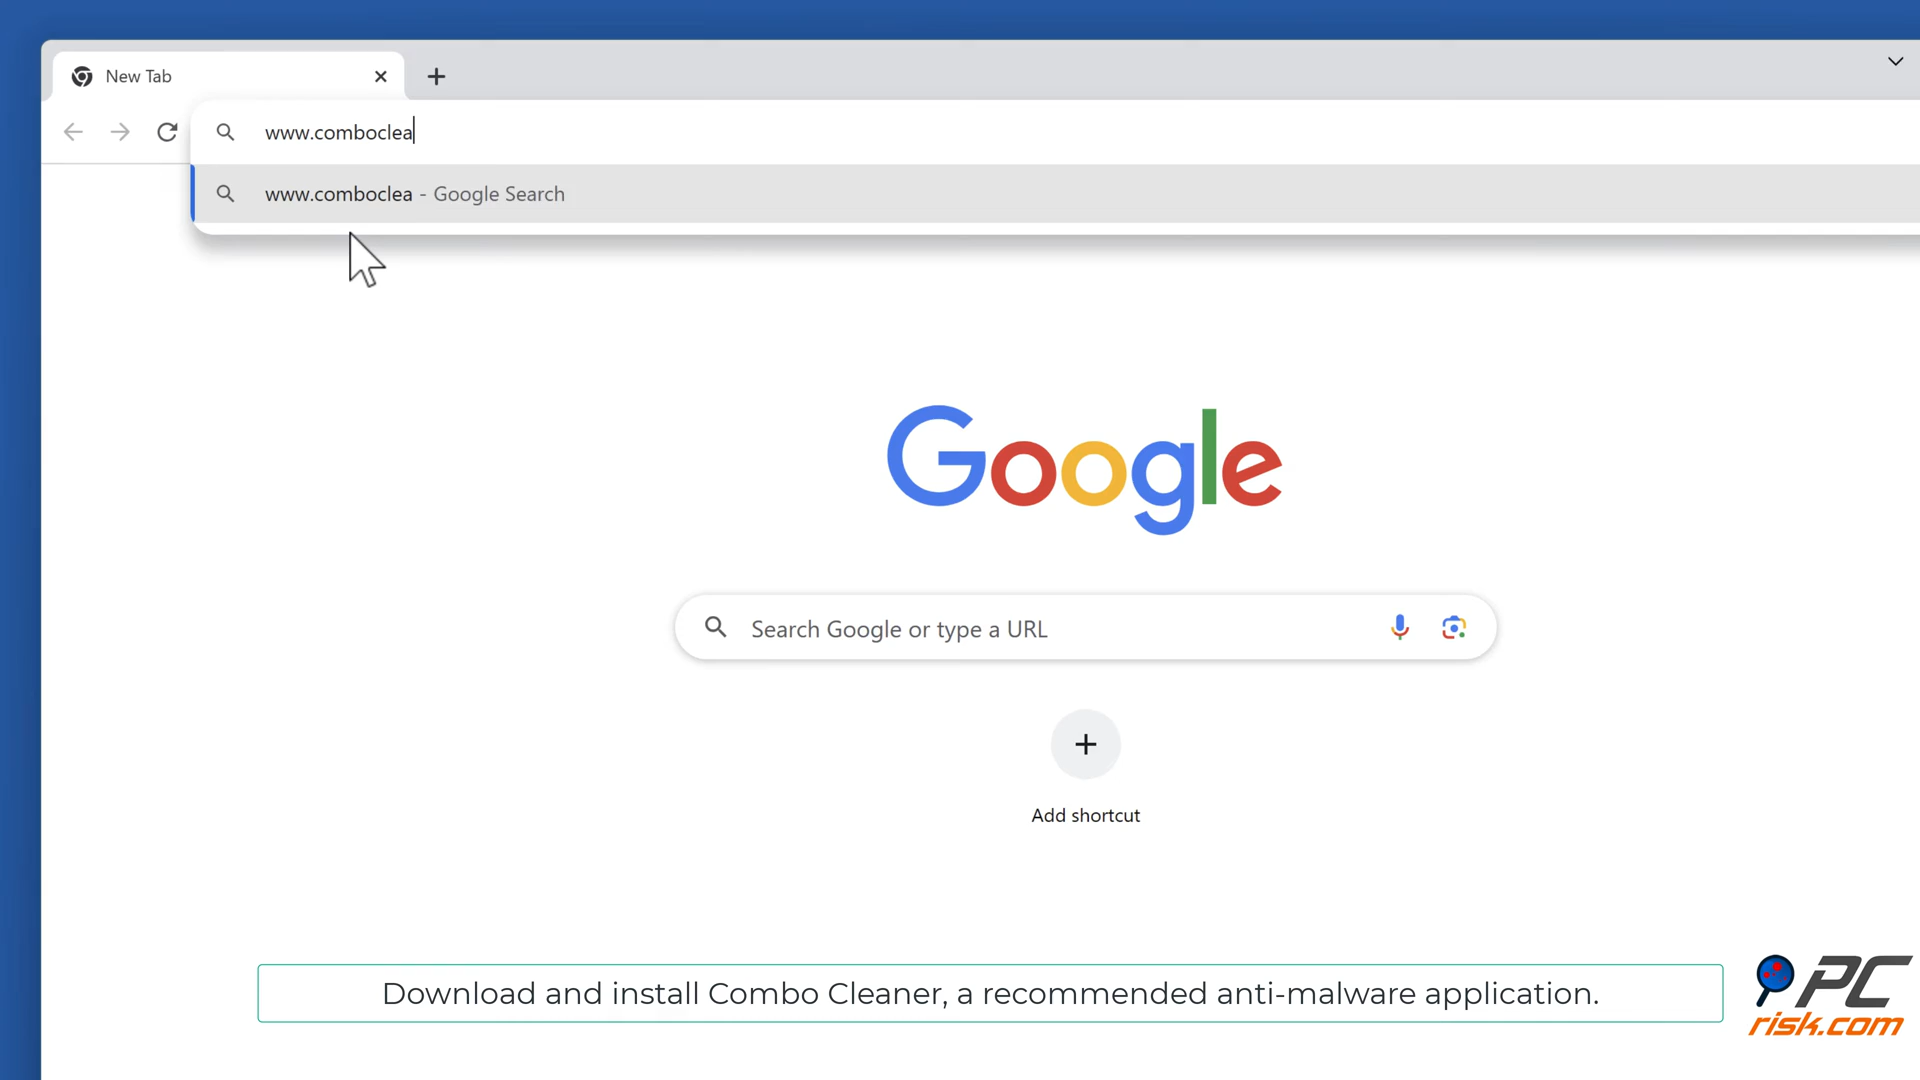 New Tab
www.comboclea
www.comboclea - Google Search
Google
Search Google or type a URL
Add shortcut
Download and install Combo Cleaner, a recommended anti-malware application.
PC
risk.com